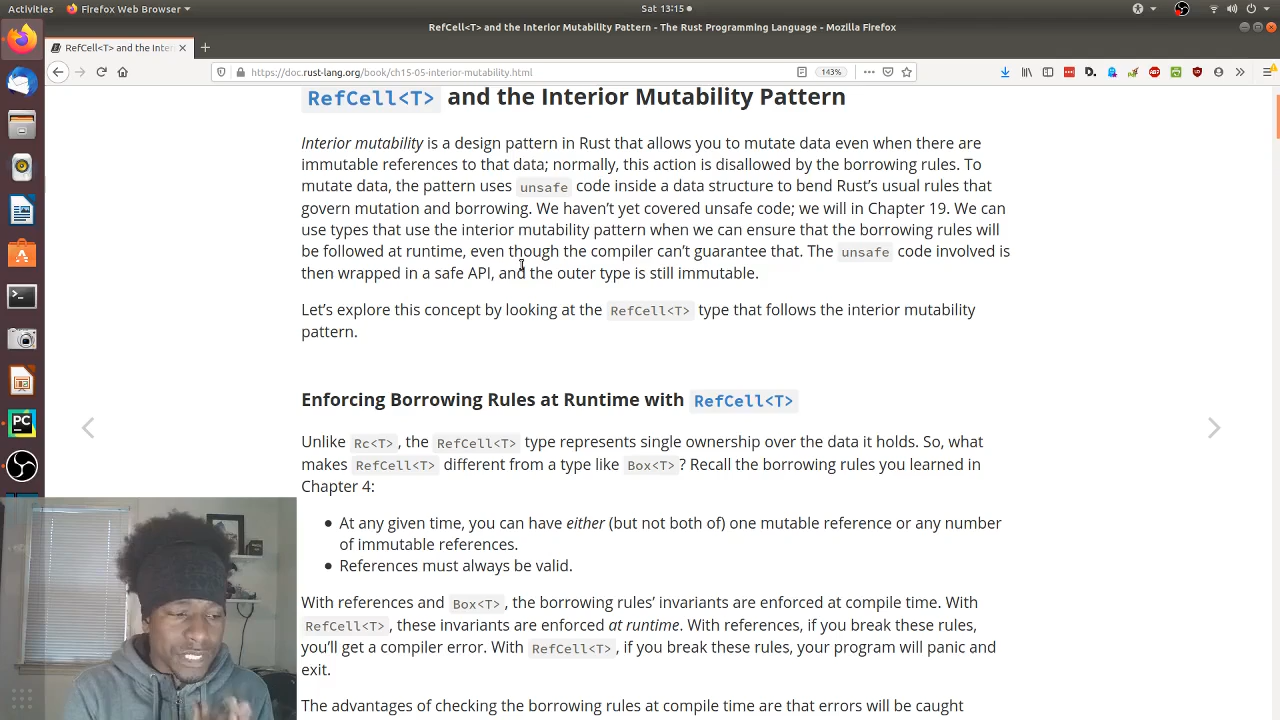 Activities
Firefox Web Browser
Sat 13:15
RefCell<T> and the Interior Mutability Pattern - The Rust Programming Language - Mozilla Firefox
RefCell<T> and the Inter
https://doc.rust-lang.org/book/ch15-05-interior-mutability.html
143%
RefCell<T> and the Interior Mutability Pattern
Interior mutability is a design pattern in Rust that allows you to mutate data even when there are
immutable references to that data; normally, this action is disallowed by the borrowing rules. To
mutate data, the pattern uses unsafe code inside a data structure to bend Rust’s usual rules that
govern mutation and borrowing. We haven’t yet covered unsafe code; we will in Chapter 19. We can
use types that use the interior mutability pattern when we can ensure that the borrowing rules will
be followed at runtime, even though the compiler can’t guarantee that. The unsafe code involved is
then wrapped in a safe API, and the outer type is still immutable.
Let’s explore this concept by looking at the RefCell<T> type that follows the interior mutability
pattern.
Enforcing Borrowing Rules at Runtime with RefCell<T>
Unlike Rc<T>, the RefCell<T> type represents single ownership over the data it holds. So, what
makes RefCell<T> different from a type like Box<T>? Recall the borrowing rules you learned in
Chapter 4:
At any given time, you can have either (but not both of) one mutable reference or any number
of immutable references.
References must always be valid.
With references and Box<T>, the borrowing rules’ invariants are enforced at compile time. With
RefCell<T>, these invariants are enforced at runtime. With references, if you break these rules,
you’ll get a compiler error. With RefCell<T>, if you break these rules, your program will panic and
exit.
The advantages of checking the borrowing rules at compile time are that errors will be caught